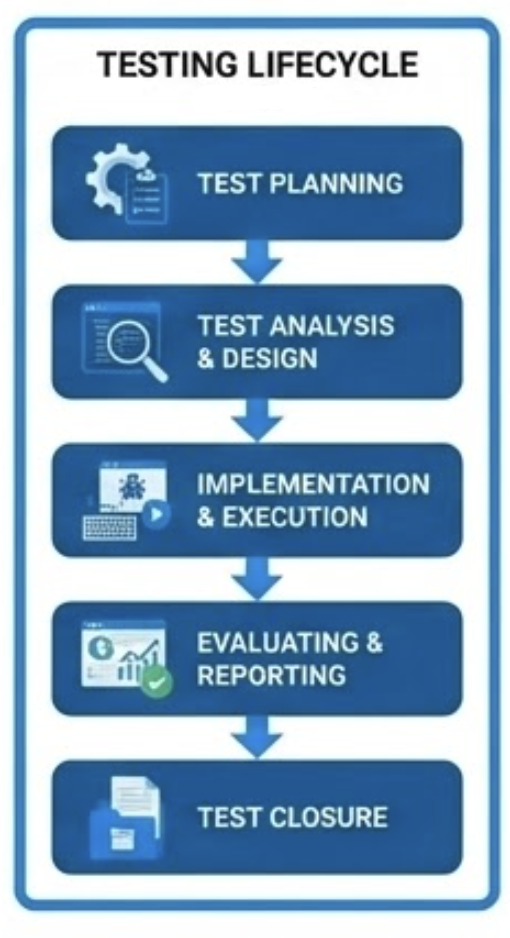 TESTING LIFECYCLE
TEST PLANNING
TEST ANALYSIS
& DESIGN
IMPLEMENTATION
& EXECUTION
EVALUATING &
REPORTING
TEST CLOSURE